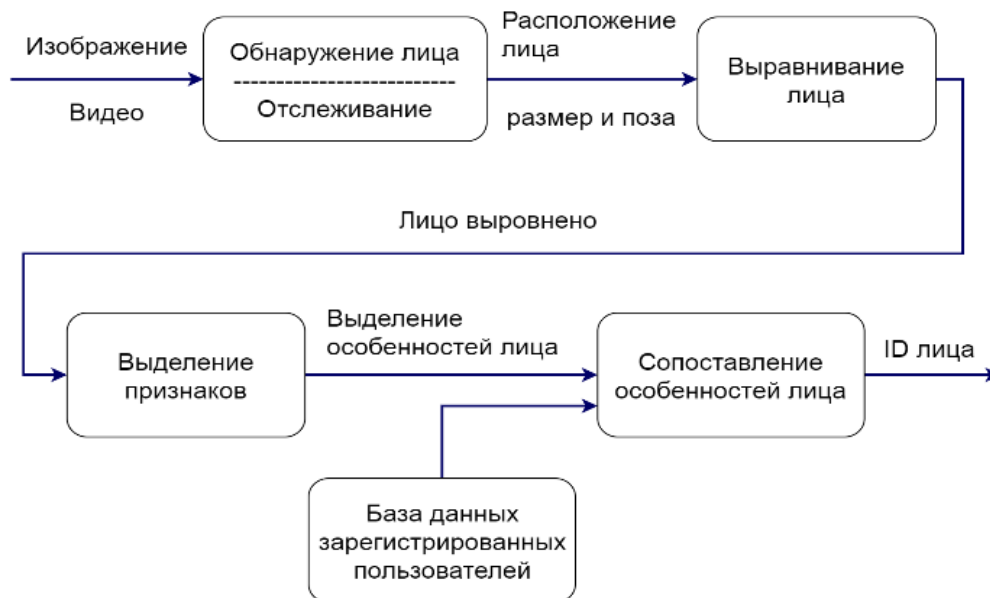 Изображение
Видео
Обнаружение лица
--------------------------
Отслеживание
Расположение
лица
размер и поза
Выравнивание
лица
Лицо выровнено
Выделение
признаков
Выделение
особенностей лица
Сопоставление
особенностей лица
ID лица
База данных
зарегистрированных
пользователей